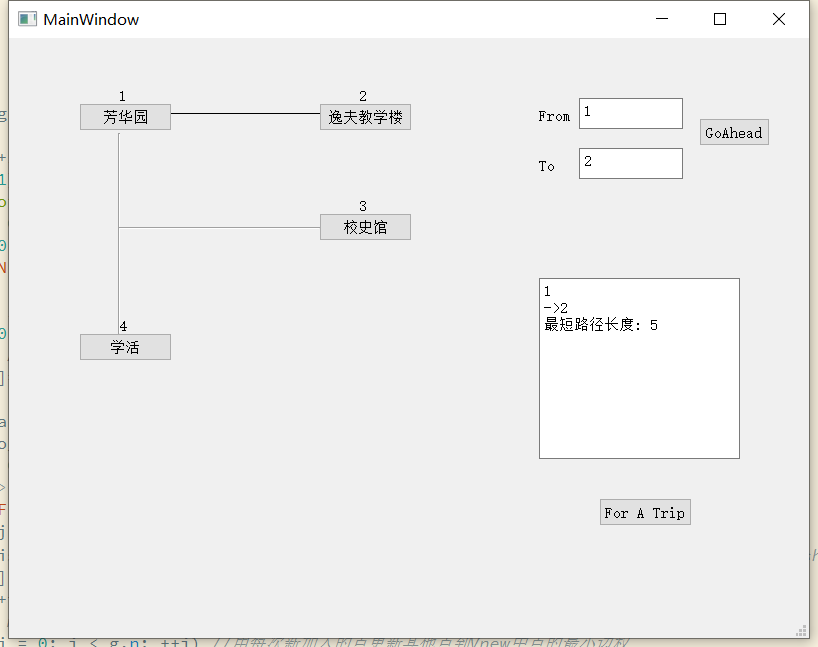 MainWindow
1
2
芳华园
逸夫教学楼
From
1
GoAhead
To
2
3
校史馆
1
->2
最短路径长度: 5
4
学活
For A Trip